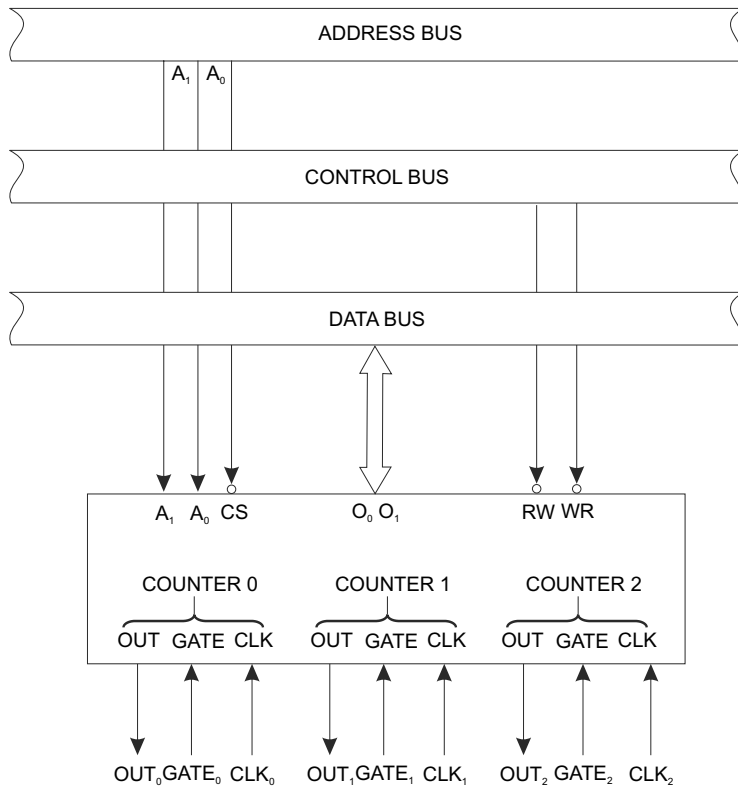 ADDRESS BUS
A₁ A₀
CONTROL BUS
DATA BUS
A₁ A₀ CS O₀ O₁ RW WR
COUNTER 0 COUNTER 1 COUNTER 2
OUT GATE CLK OUT GATE CLK OUT GATE CLK
OUT₀ GATE₀ CLK₀ OUT₁ GATE₁ CLK₁ OUT₂ GATE₂ CLK₂